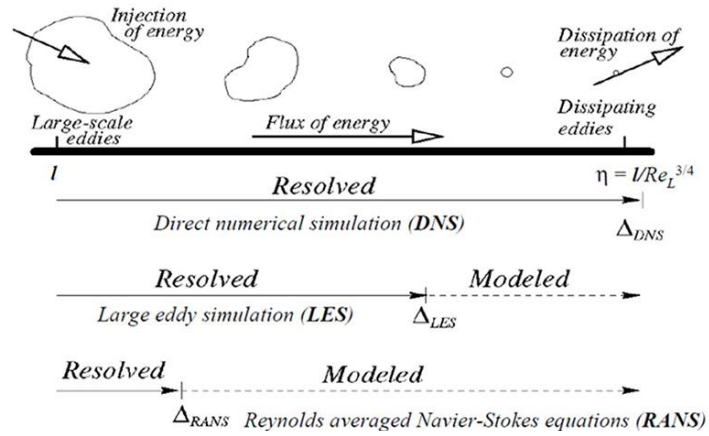 Injection
of energy
Dissipation of
energy
Large-scale
eddies
Flux of energy
Dissipating
eddies
l
η = l/Re_L^{3/4}
Resolved
Direct numerical simulation (DNS)
Δ_DNS
Resolved
Modeled
Large eddy simulation (LES)
Δ_LES
Resolved
Modeled
Δ_RANS
Reynolds averaged Navier-Stokes equations (RANS)